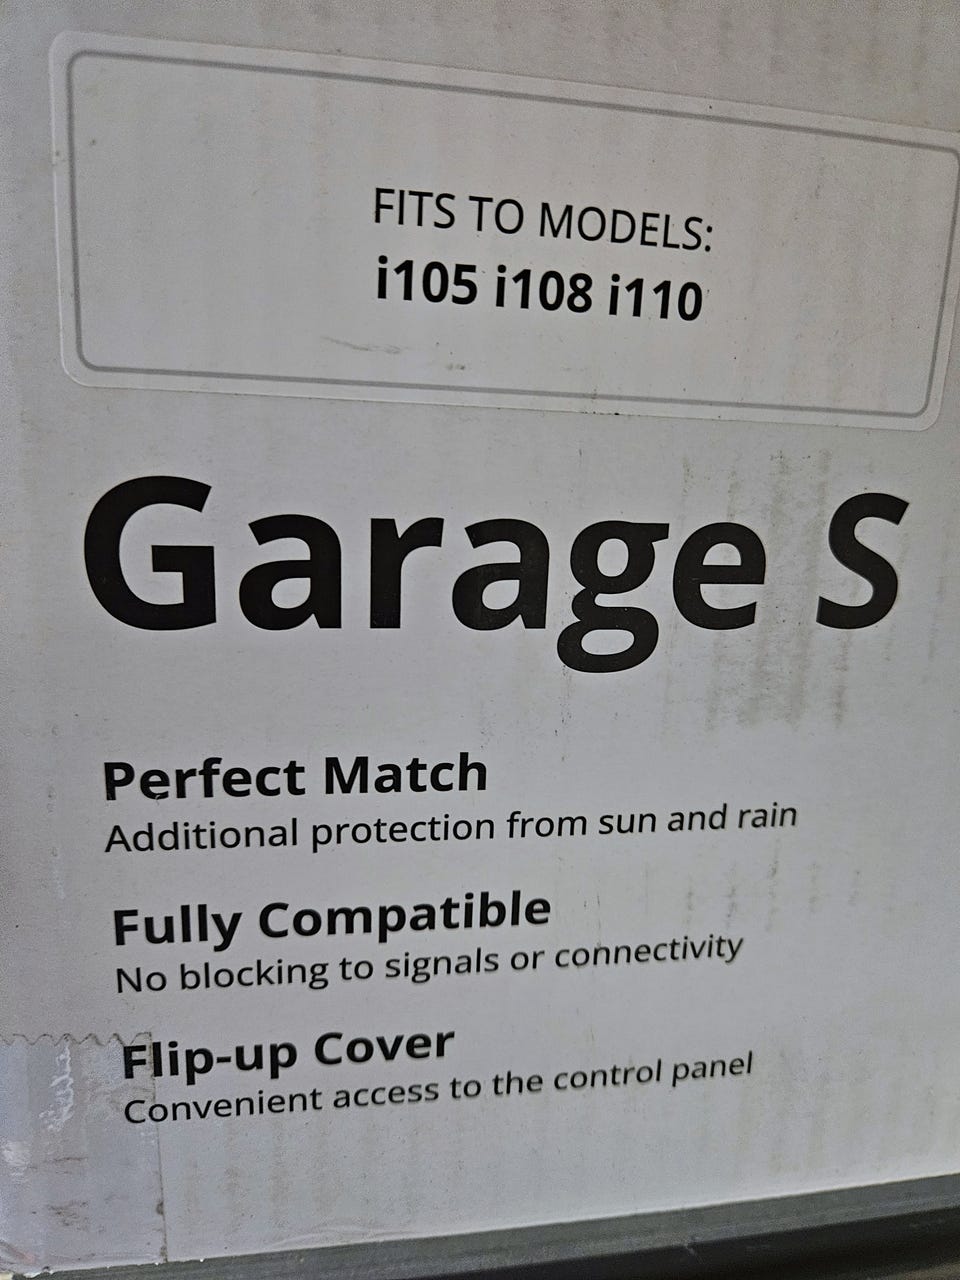 FITS TO MODELS:
i105 i108 i110
Garage S
Perfect Match
Additional protection from sun and rain
Fully Compatible
No blocking to signals or connectivity
Flip-up Cover
Convenient access to the control panel